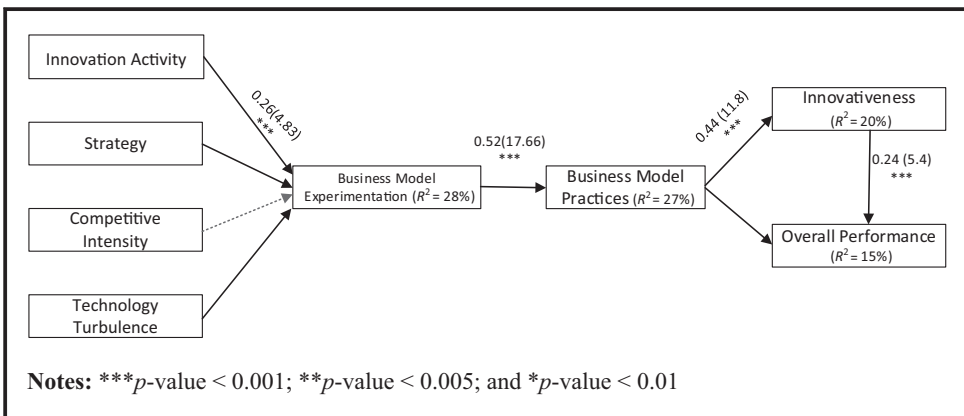 Innovation Activity
Strategy
Competitive
Intensity
Technology
Turbulence
0.26(4.83)
***
Business Model
Experimentation (R² = 28%)
0.52(17.66)
***
Business Model
Practices (R² = 27%)
0.44 (11.8)
***
Innovativeness
(R² = 20%)
0.24 (5.4)
***
Overall Performance
(R² = 15%)
Notes: ***p-value < 0.001; **p-value < 0.005; and *p-value < 0.01